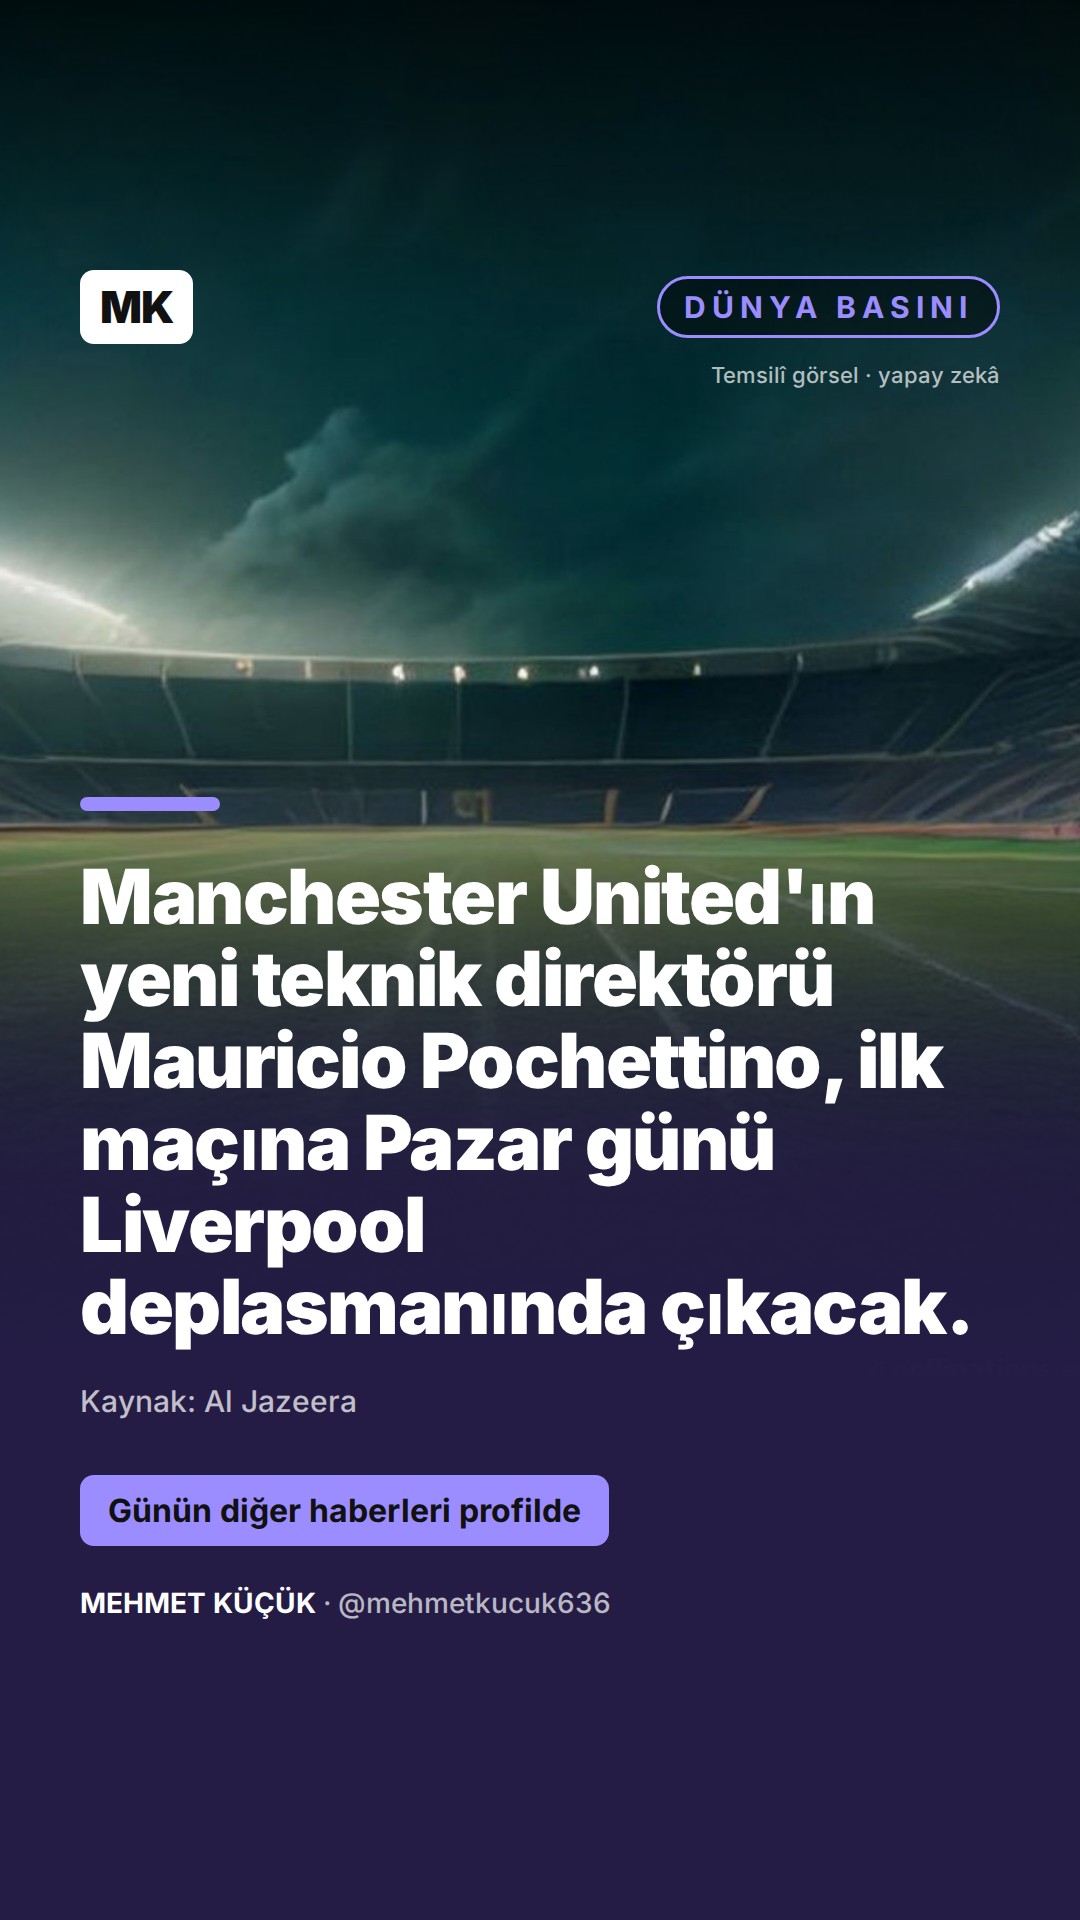 MK
DÜNYA BASINI
Temsilî görsel · yapay zekâ
Manchester United'ın
yeni teknik direktörü
Mauricio Pochettino, ilk
maçına Pazar günü
Liverpool
deplasmanında çıkacak.
Kaynak: Al Jazeera
Günün diğer haberleri profilde
MEHMET KÜÇÜK · @mehmetkucuk636